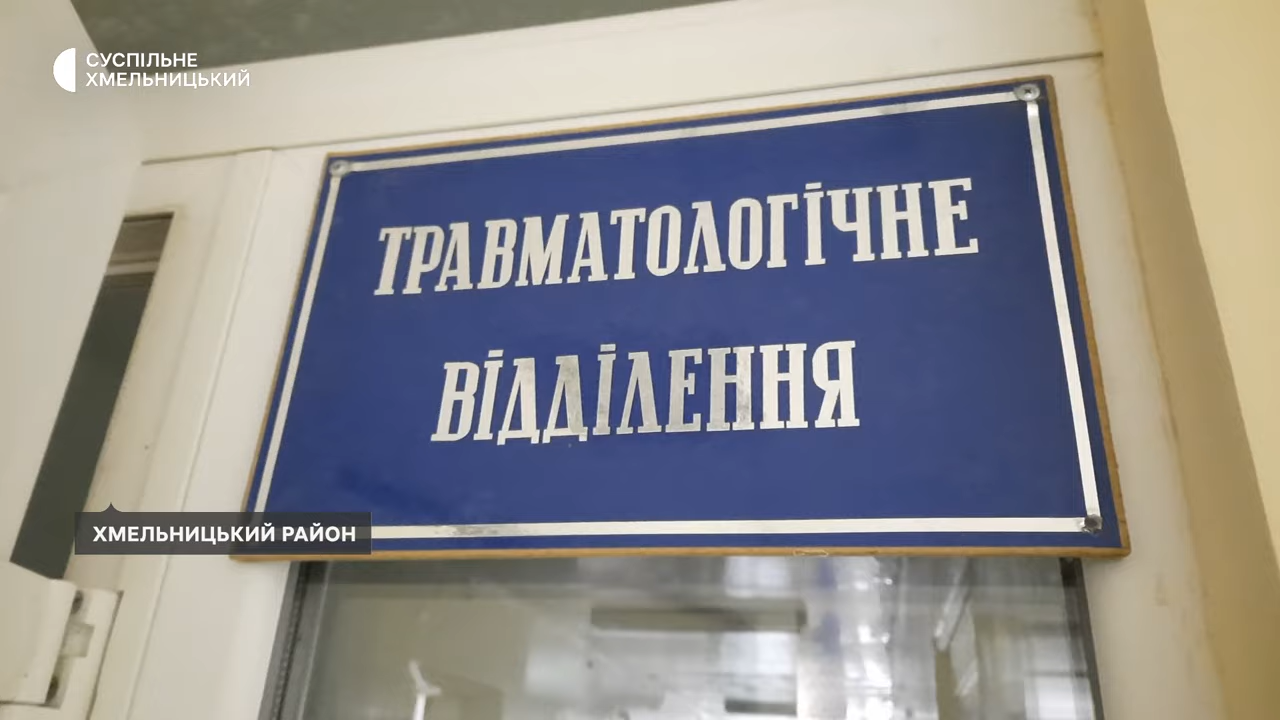 СУСПІЛЬНЕ
ХМЕЛЬНИЦЬКИЙ
ТРАВМАТОЛОГІЧНЕ
ВІДДІЛЕННЯ
ХМЕЛЬНИЦЬКИЙ РАЙОН